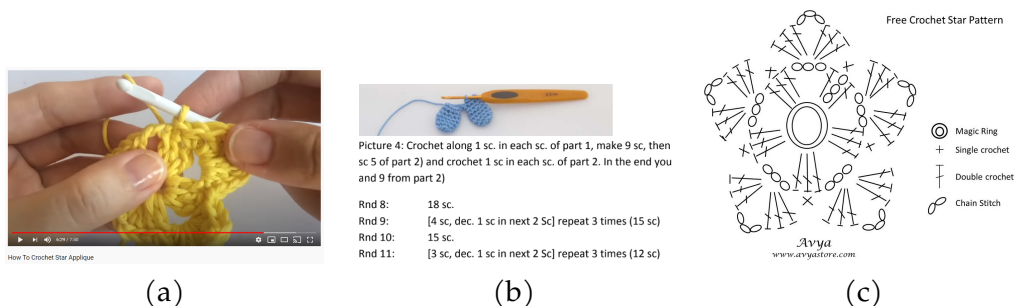 6:29 / 7:30
How To Crochet Star Applique
(a)
Picture 4: Crochet along 1 sc. in each sc. of part 1, make 9 sc, then
sc 5 of part 2) and crochet 1 sc in each sc. of part 2. In the end you
and 9 from part 2)
Rnd 8: 18 sc.
Rnd 9: [4 sc, dec. 1 sc in next 2 Sc] repeat 3 times (15 sc)
Rnd 10: 15 sc.
Rnd 11: [3 sc, dec. 1 sc in next 2 Sc] repeat 3 times (12 sc)
(b)
Free Crochet Star Pattern
Magic Ring
Single crochet
Double crochet
Chain Stitch
Avya
www.avyastore.com
(c)